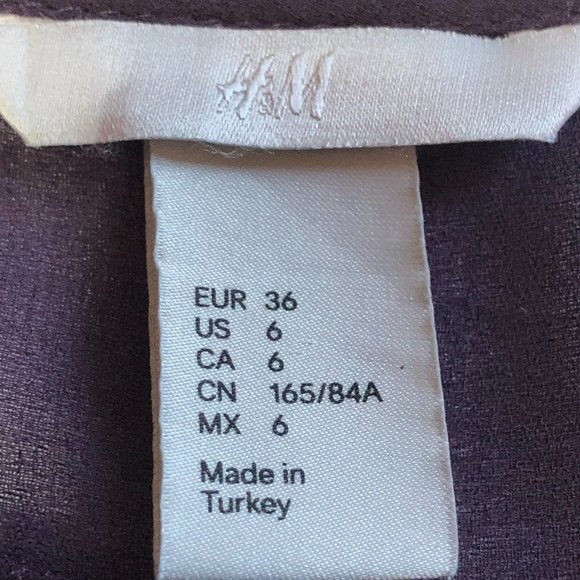 H&M
EUR 36
US 6
CA 6
CN 165/84A
MX 6
Made in
Turkey